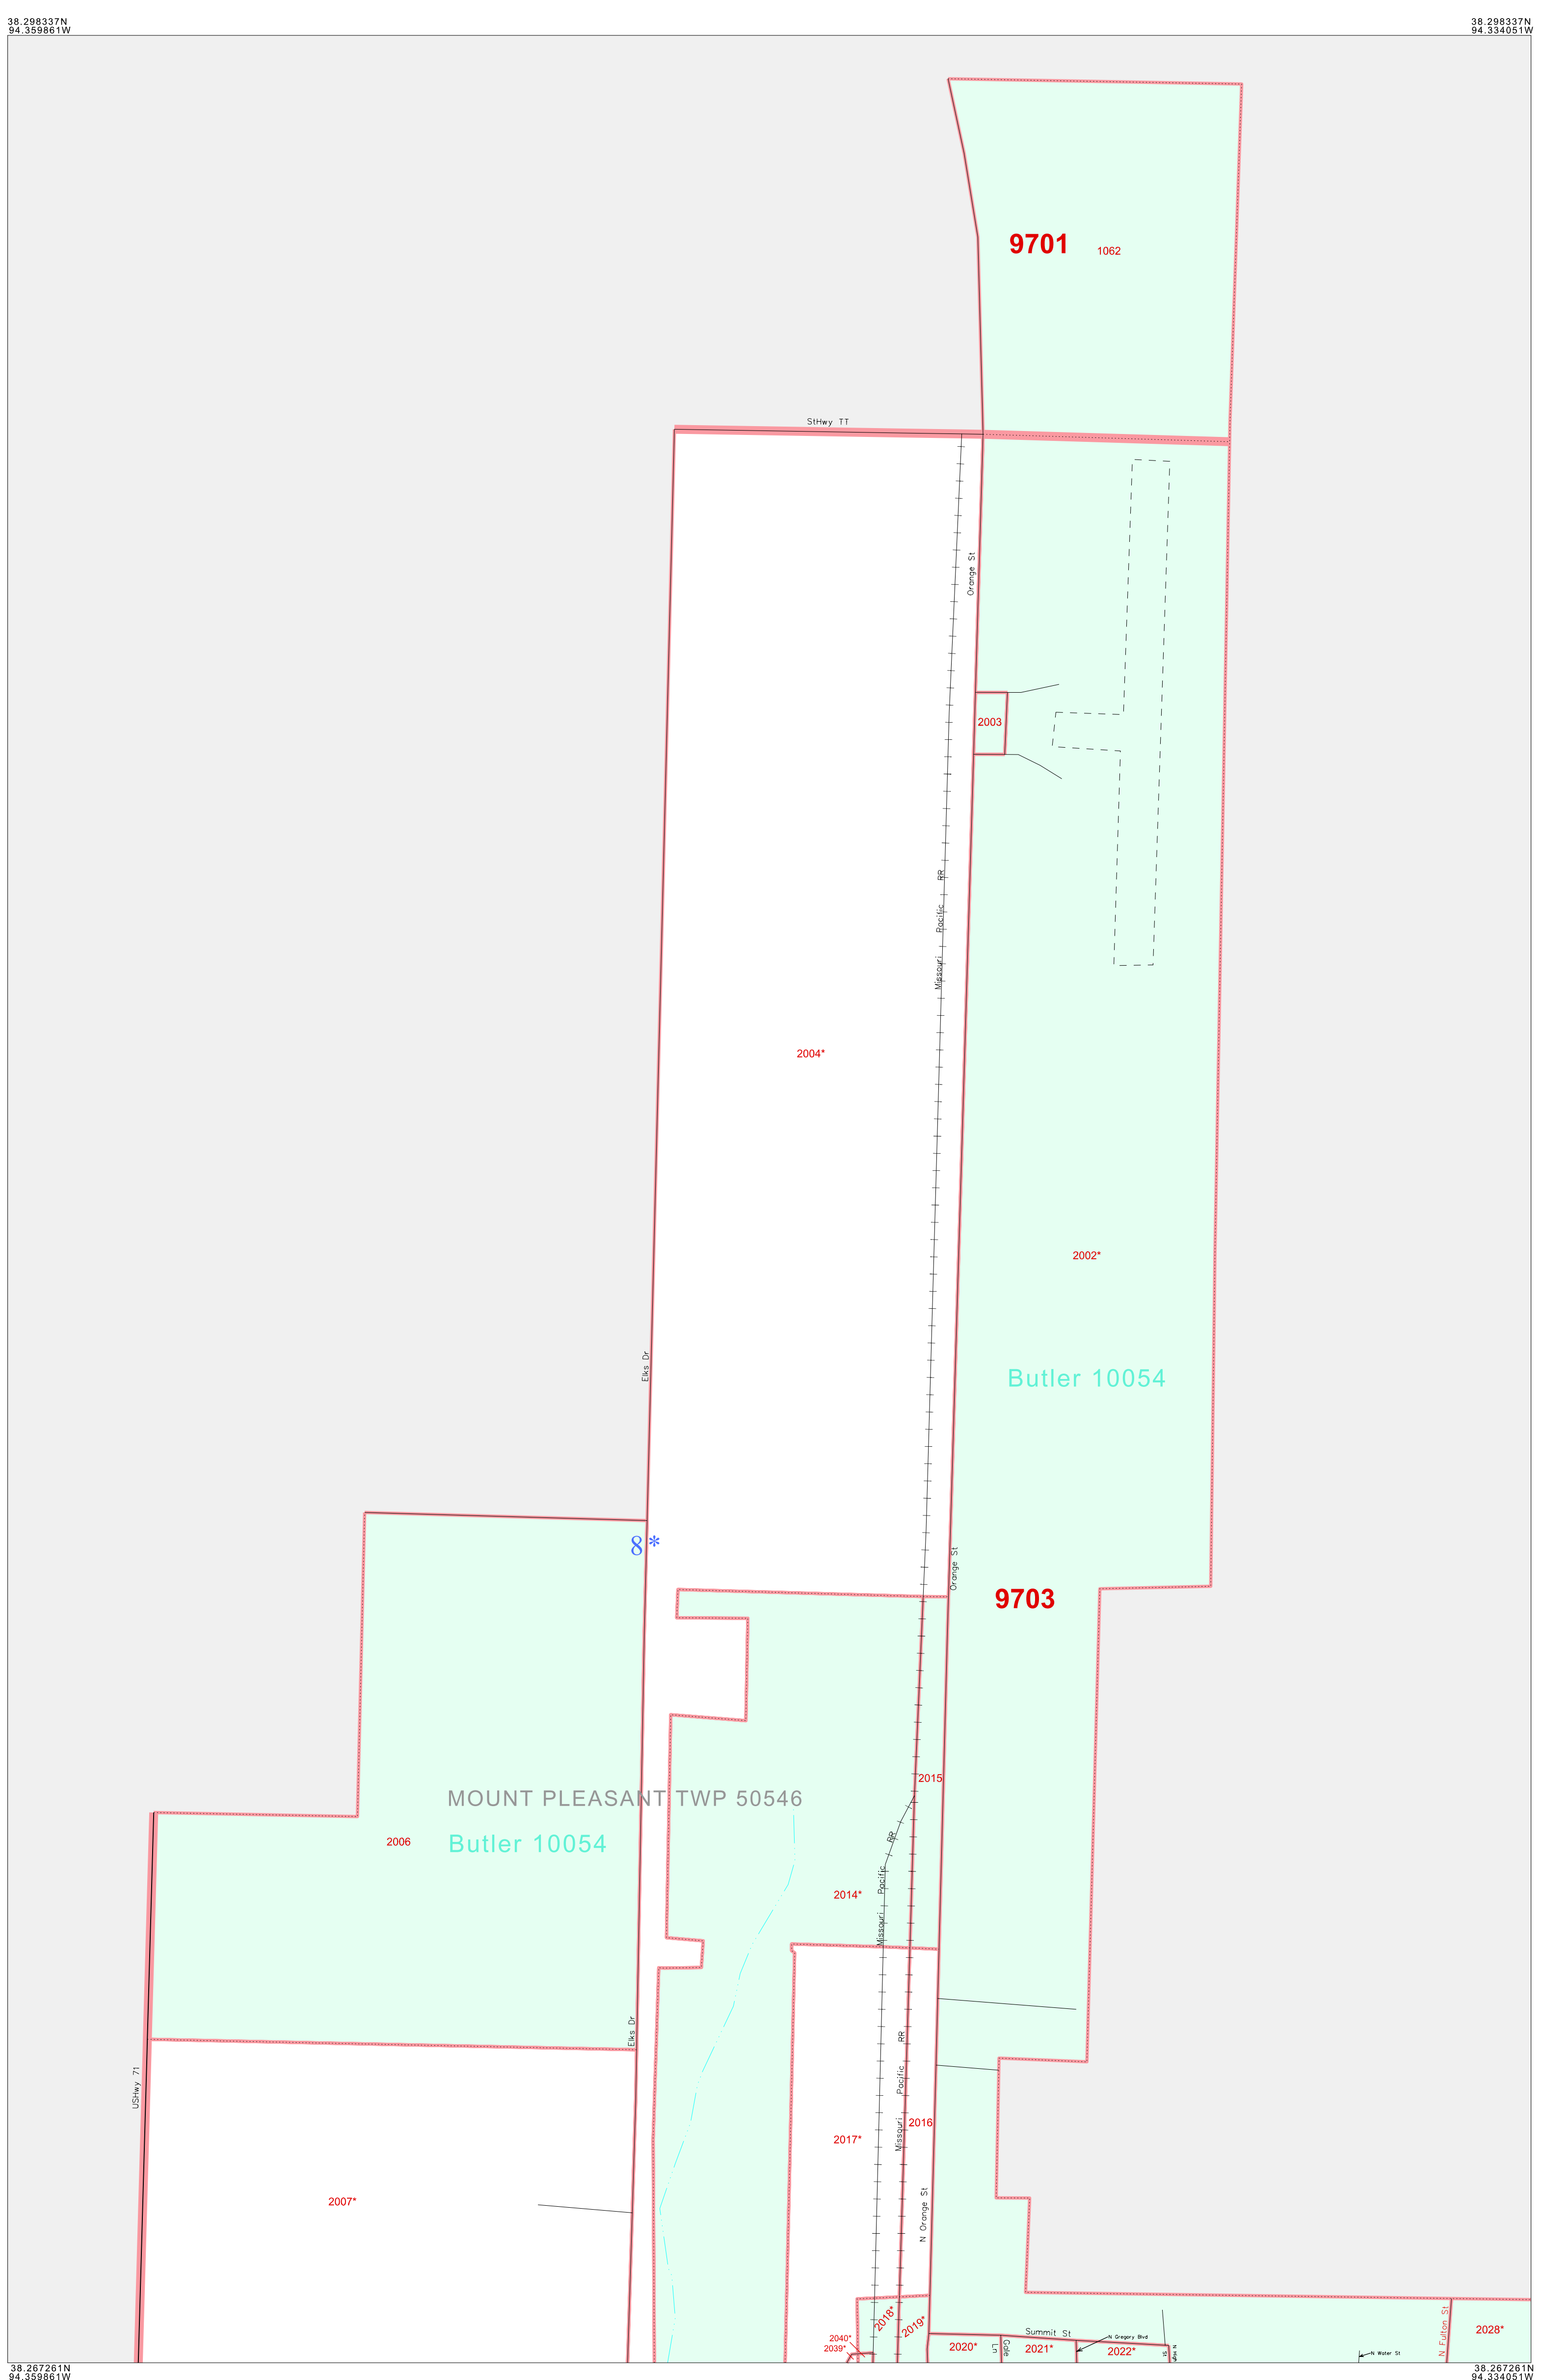 38.298337N
94.359861W
38.298337N
94.334051W
9701
1062
StHwy TT
Orange St
2003
Missouri Pacific RR
2004*
2002*
Elks Dr
Butler 10054
8*
Orange St
9703
2015
MOUNT PLEASANT TWP 50546
2006
Butler 10054
Missouri Pacific RR
2014*
Elks Dr
USHwy 71
Missouri Pacific RR
2016
2017*
2007*
N Orange St
2018*
2019*
N Fulton St
2028*
Summit St
N Gregory Blvd
2040*
2039*
2020*
Gale Ln
2021*
2022*
N High St
N Water St
38.267261N
94.359861W
38.267261N
94.334051W